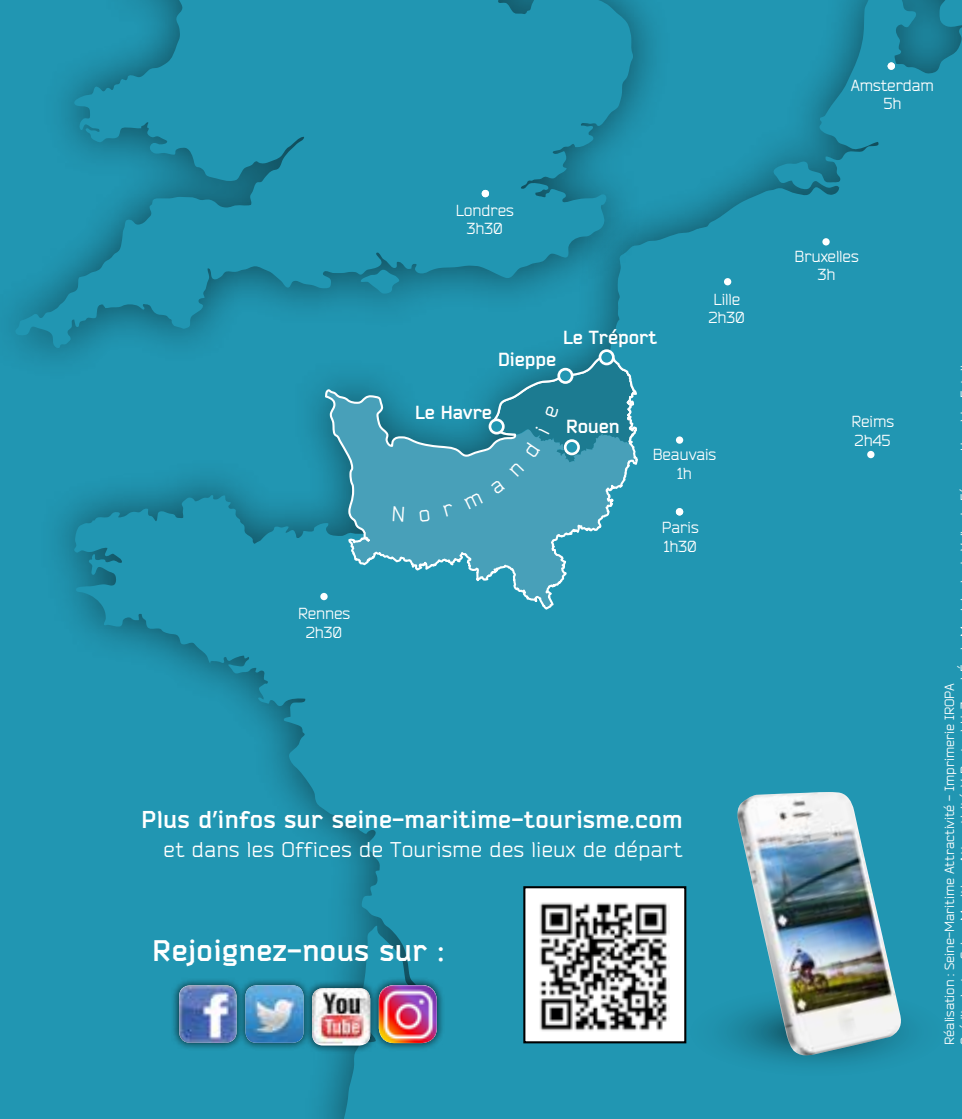 Amsterdam
5h
Londres
3h30
Bruxelles
3h
Lille
2h30
Le Tréport
Dieppe
Le Havre
Rouen
Normandie
Reims
2h45
Beauvais
1h
Paris
1h30
Rennes
2h30
Plus d'infos sur seine-maritime-tourisme.com
et dans les Offices de Tourisme des lieux de départ
Rejoignez-nous sur :
f
You
Tube
Réalisation : Seine-Maritime Attractivité - Imprimerie IROPA